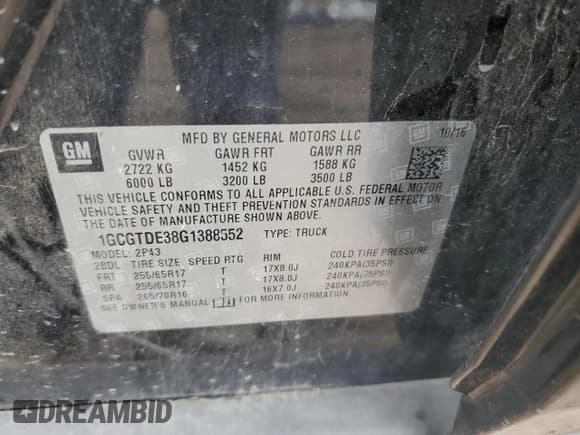 GM
MFD BY GENERAL MOTORS LLC
10/16
GVWR GAWR FRT GAWR RR
2722 KG 1452 KG 1588 KG
6000 LB 3200 LB 3500 LB
THIS VEHICLE CONFORMS TO ALL APPLICABLE U.S. FEDERAL MOTOR
VEHICLE SAFETY AND THEFT PREVENTION STANDARDS IN EFFECT ON
THE DATE OF MANUFACTURE SHOWN ABOVE.
1GCGTDE38G1388552 TYPE: TRUCK
MODEL: 2P43
28DL TIRE SIZE SPEED RTG RIM COLD TIRE PRESSURE
FRT 255/65R17 T 17X8.0J 240KPA(35PSI)
RR 255/65R17 T 17X8.0J 240KPA(35PSI)
SPA 265/70R16 T 16X7.0J 240KPA(35PSI)
SEE OWNER'S MANUAL FOR MORE INFORMATION.
DREAMBID